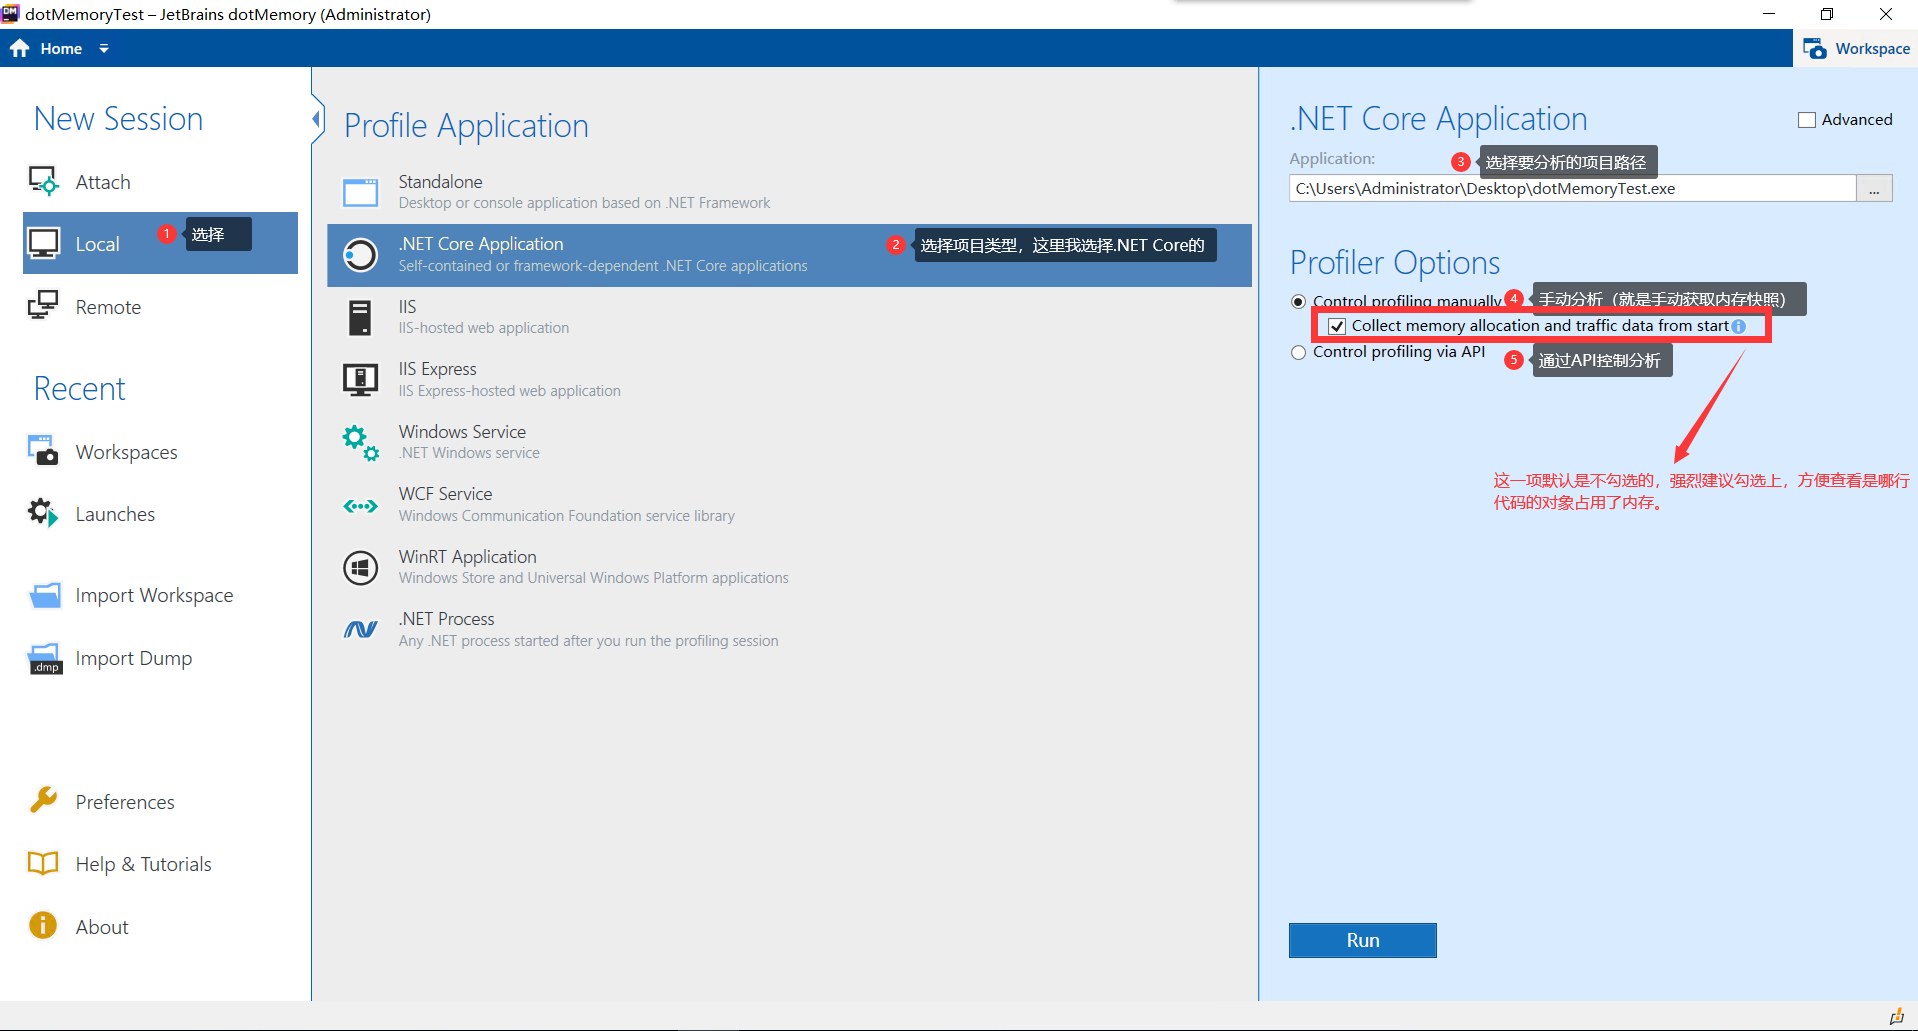 dotMemoryTest – JetBrains dotMemory (Administrator)
Home
Workspace
New Session
Attach
Local
1 选择
Remote
Recent
Workspaces
Launches
Import Workspace
.dmp
Import Dump
Preferences
Help & Tutorials
About
Profile Application
Standalone
Desktop or console application based on .NET Framework
.NET Core Application
Self-contained or framework-dependent .NET Core applications
2 选择项目类型，这里我选择.NET Core的
IIS
IIS-hosted web application
IIS Express
IIS Express-hosted web application
Windows Service
.NET Windows service
WCF Service
Windows Communication Foundation service library
WinRT Application
Windows Store and Universal Windows Platform applications
.NET Process
Any .NET process started after you run the profiling session
.NET Core Application
Advanced
Application:
3 选择要分析的项目路径
C:\Users\Administrator\Desktop\dotMemoryTest.exe
...
Profiler Options
Control profiling manually
4 手动分析（就是手动获取内存快照）
Collect memory allocation and traffic data from start
Control profiling via API
5 通过API控制分析
这一项默认是不勾选的，强烈建议勾选上，方便查看是哪行
代码的对象占用了内存。
Run